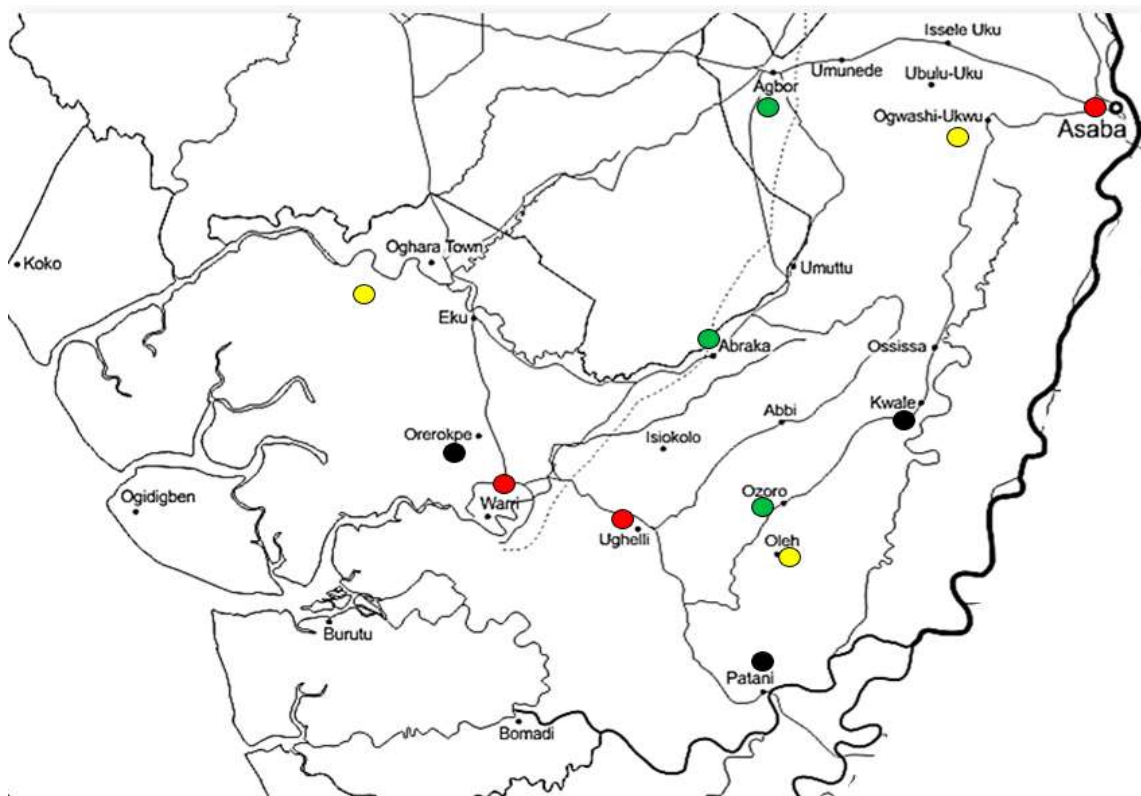 Issele Uku
Umunede
Ubulu-Uku
Agbor
Ogwashi-Ukwu
Asaba
Oghara Town
Koko
Umuttu
Eku
Abraka
Ossissa
Kwale
Abbi
Orerokpe
Isiokolo
Ogidigben
Warri
Ozoro
Ughelli
Oleh
Burutu
Patani
Bomadi